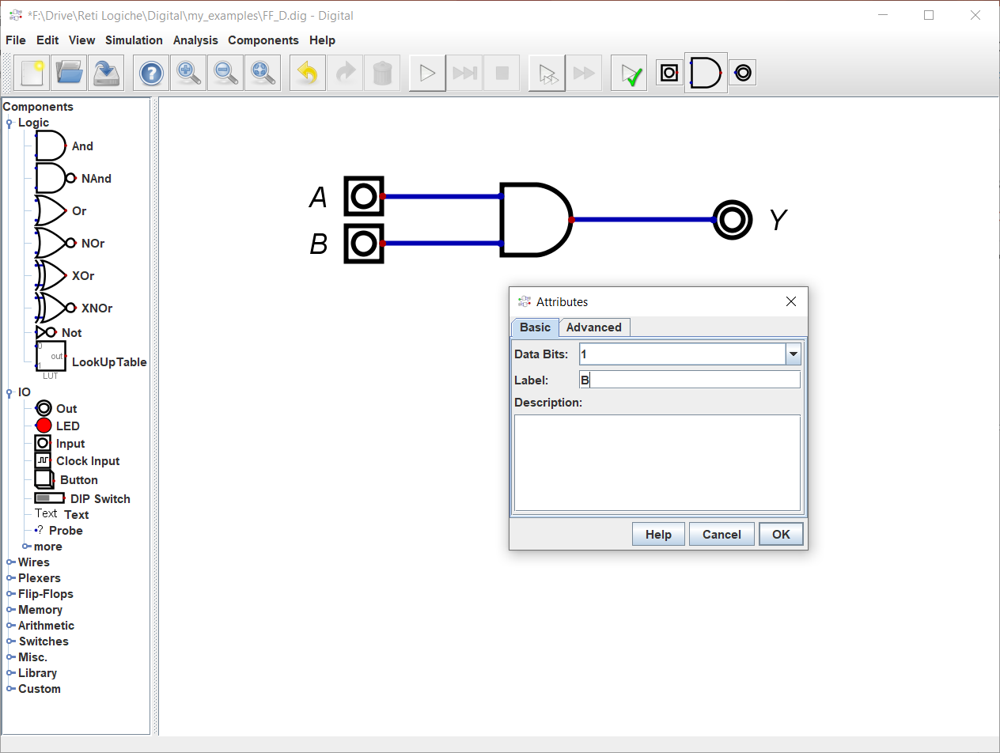 *F:\Drive\Reti Logiche\Digital\my_examples\FF_D.dig - Digital
File Edit View Simulation Analysis Components Help
Components
Logic
And
NAnd
Or
NOr
XOr
XNOr
Not
0
out
1
LookUpTable
LUT
IO
Out
LED
Input
Clock Input
Button
DIP Switch
Text Text
? Probe
more
Wires
Plexers
Flip-Flops
Memory
Arithmetic
Switches
Misc.
Library
Custom
A
B
Y
Attributes
Basic Advanced
Data Bits: 1
Label: B
Description:
Help Cancel OK